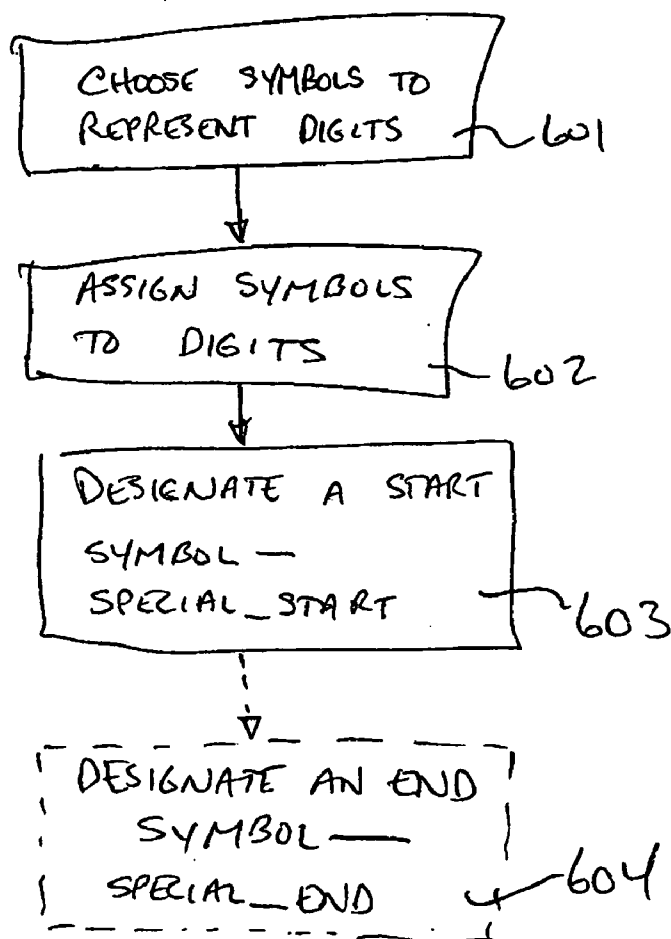 CHOOSE SYMBOLS TO
REPRESENT DIGITS
601
ASSIGN SYMBOLS
TO DIGITS
602
DESIGNATE A START
SYMBOL —
SPECIAL_START
603
DESIGNATE AN END
SYMBOL —
SPECIAL_END
604